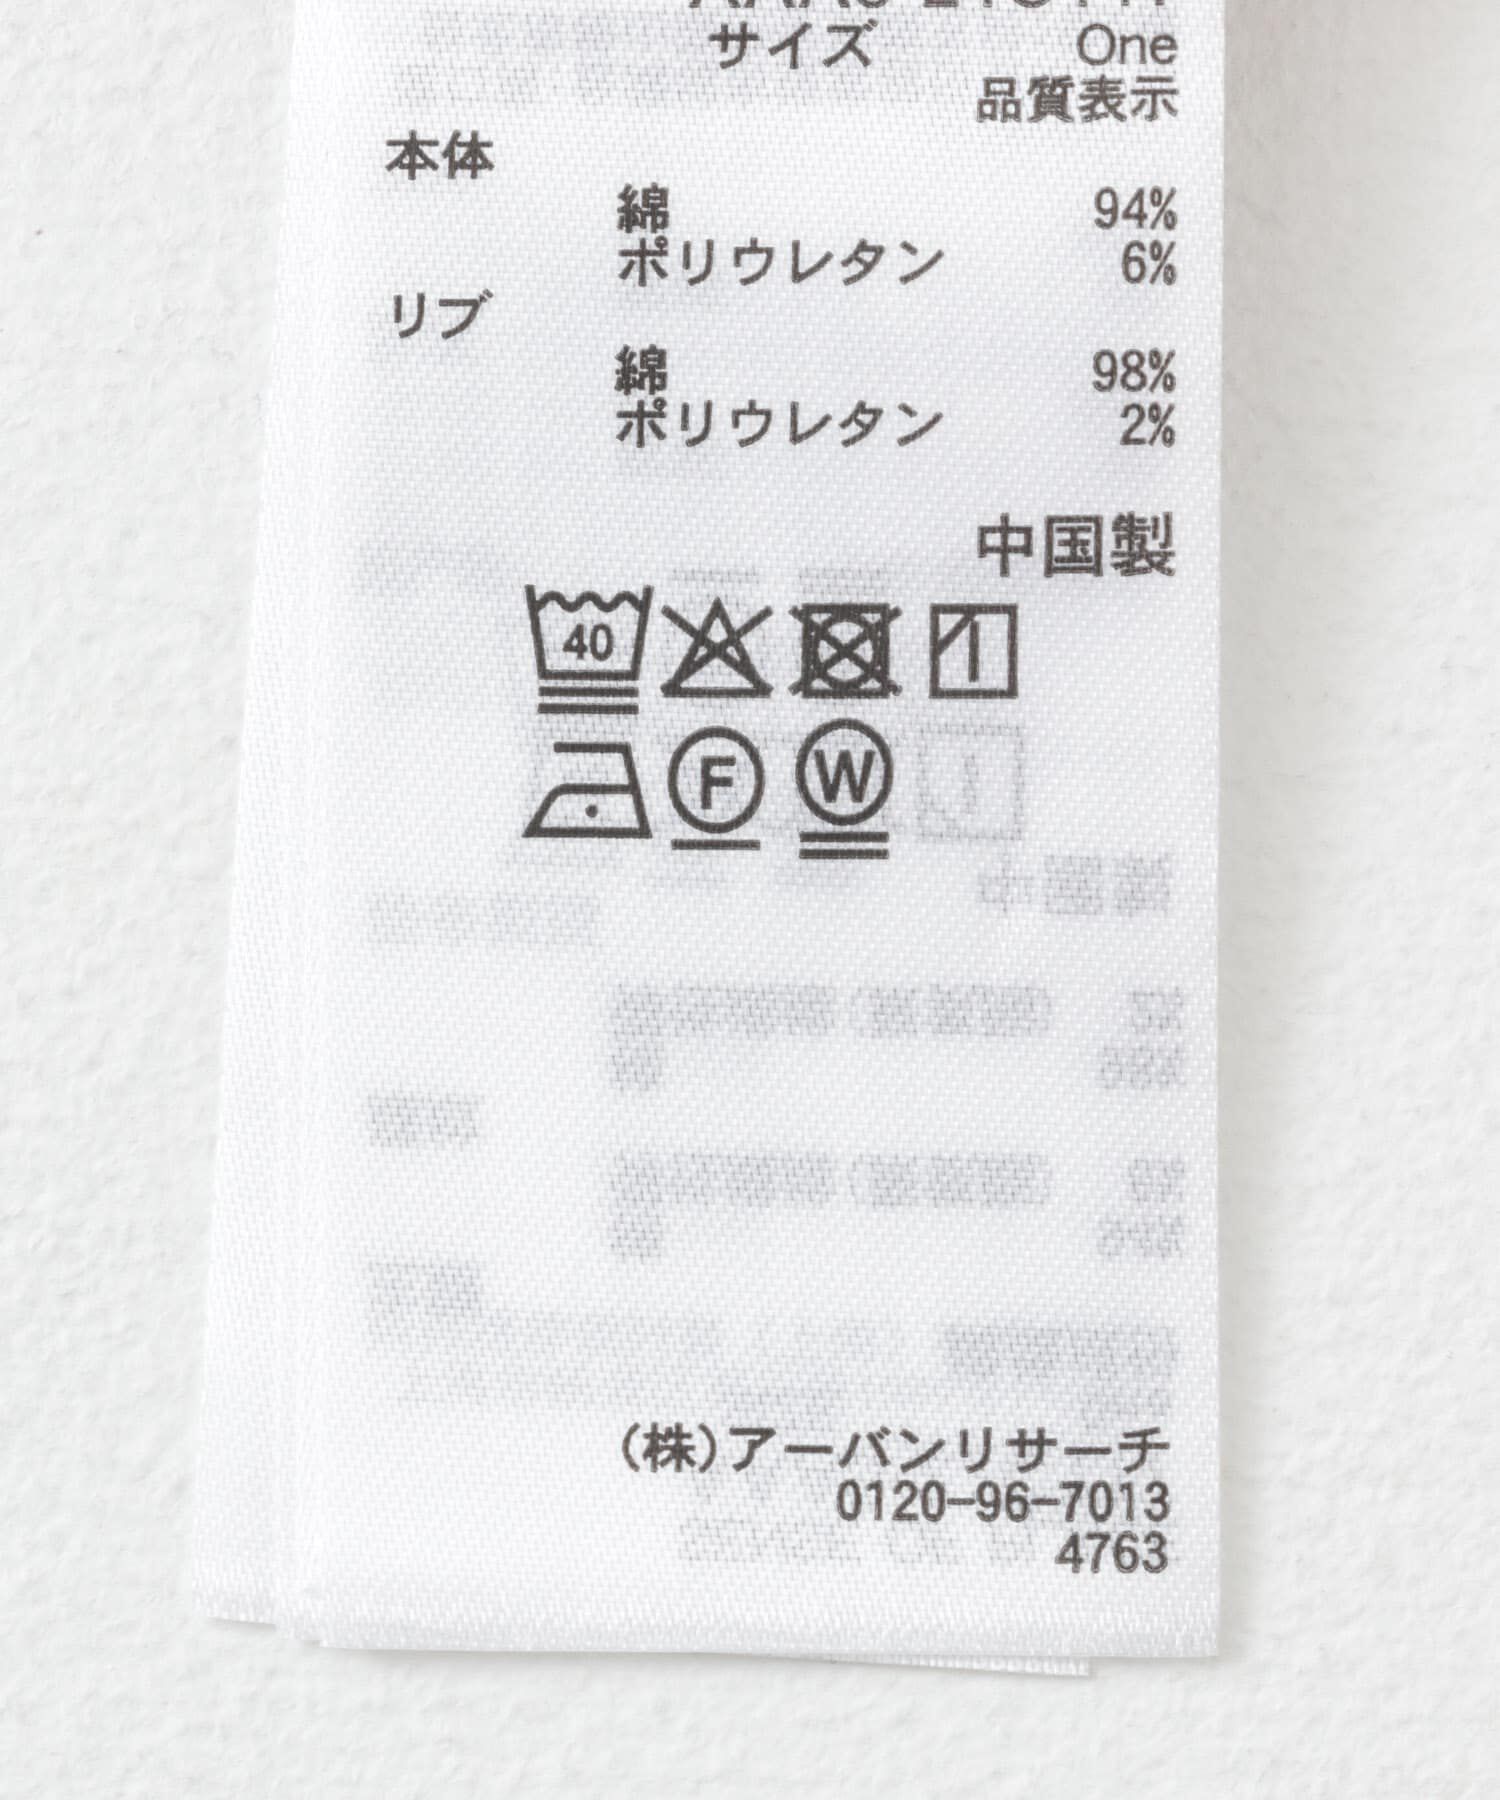 サイズ One
品質表示
本体
綿 94%
ポリウレタン 6%
リブ
綿 98%
ポリウレタン 2%
中国製
40
F W
(株)アーバンリサーチ
0120-96-7013
4763